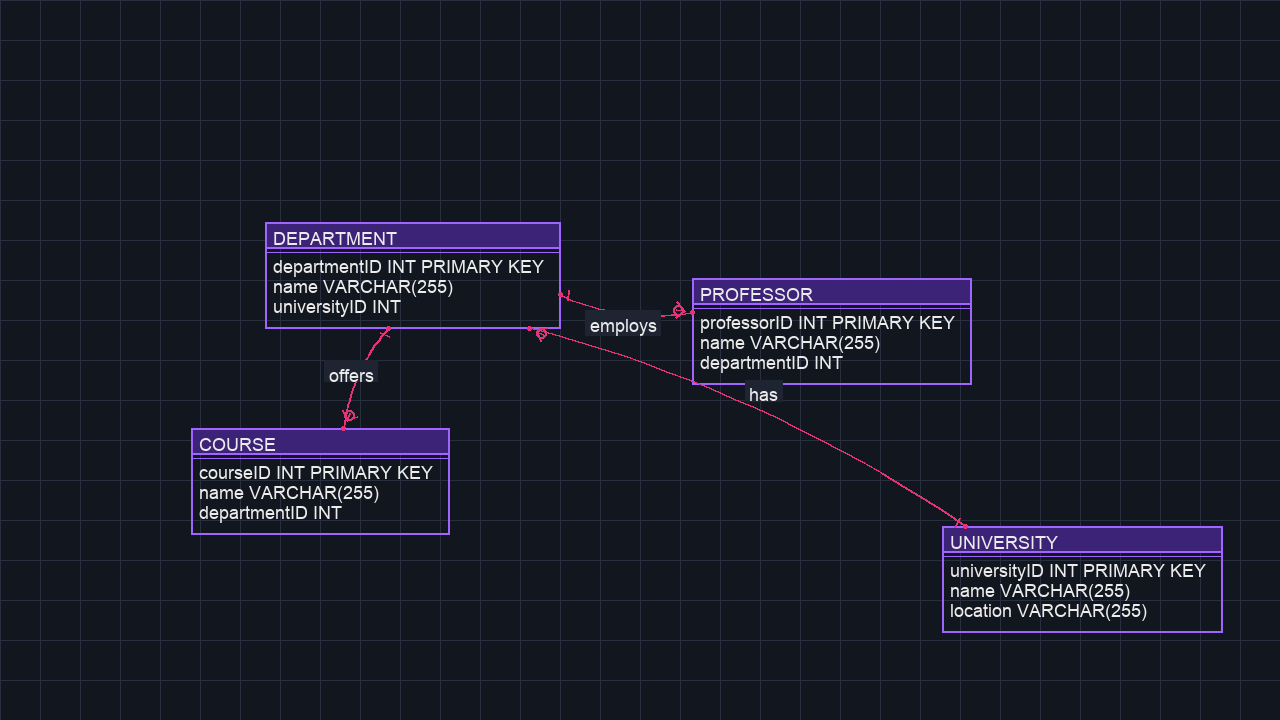 DEPARTMENT
departmentID INT PRIMARY KEY
name VARCHAR(255)
universityID INT
PROFESSOR
professorID INT PRIMARY KEY
name VARCHAR(255)
departmentID INT
employs
offers
has
COURSE
courseID INT PRIMARY KEY
name VARCHAR(255)
departmentID INT
UNIVERSITY
universityID INT PRIMARY KEY
name VARCHAR(255)
location VARCHAR(255)